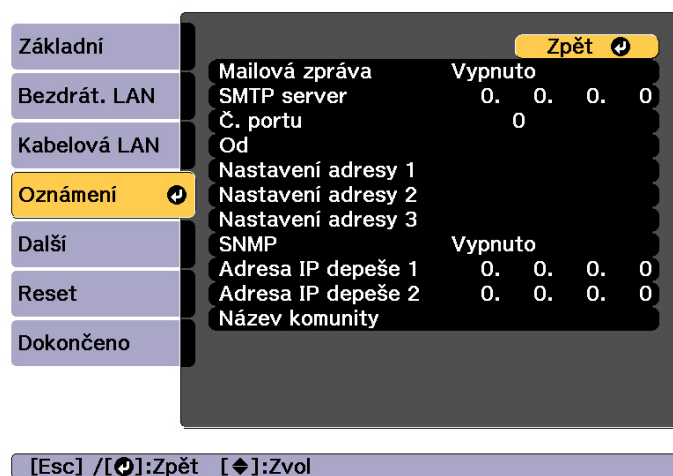 Základní
Bezdrát. LAN
Kabelová LAN
Oznámení
Další
Reset
Dokončeno
Zpět
Mailová zpráva Vypnuto
SMTP server 0. 0. 0. 0
Č. portu 0
Od
Nastavení adresy 1
Nastavení adresy 2
Nastavení adresy 3
SNMP Vypnuto
Adresa IP depeše 1 0. 0. 0. 0
Adresa IP depeše 2 0. 0. 0. 0
Název komunity
[Esc] /[⏎]:Zpět [◆]:Zvol